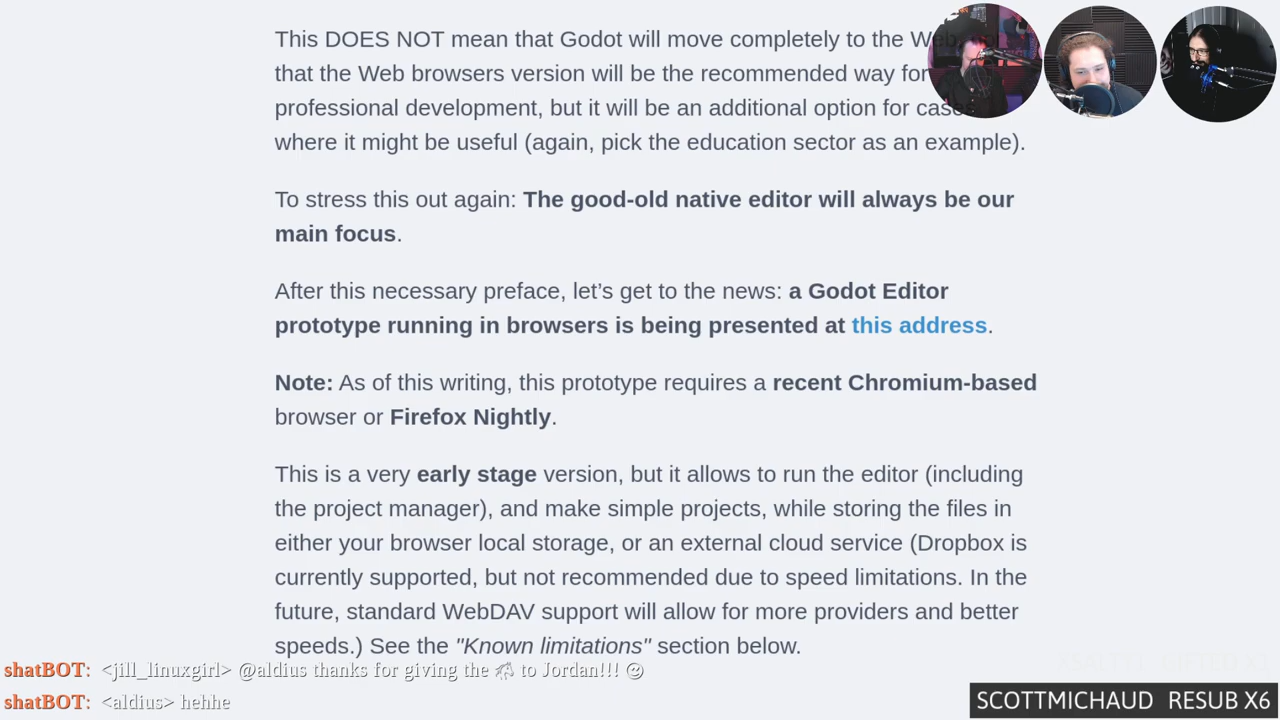 This DOES NOT mean that Godot will move completely to the Web,
that the Web browsers version will be the recommended way for
professional development, but it will be an additional option for cases
where it might be useful (again, pick the education sector as an example).
To stress this out again: The good-old native editor will always be our
main focus.
After this necessary preface, let’s get to the news: a Godot Editor
prototype running in browsers is being presented at this address.
Note: As of this writing, this prototype requires a recent Chromium-based
browser or Firefox Nightly.
This is a very early stage version, but it allows to run the editor (including
the project manager), and make simple projects, while storing the files in
either your browser local storage, or an external cloud service (Dropbox is
currently supported, but not recommended due to speed limitations. In the
future, standard WebDAV support will allow for more providers and better
speeds.) See the "Known limitations" section below.
shatBOT: <jill_linuxgirl> @aldius thanks for giving the to Jordan!!!
shatBOT: <aldius> hehhe
SCOTTMICHAUD RESUB X6